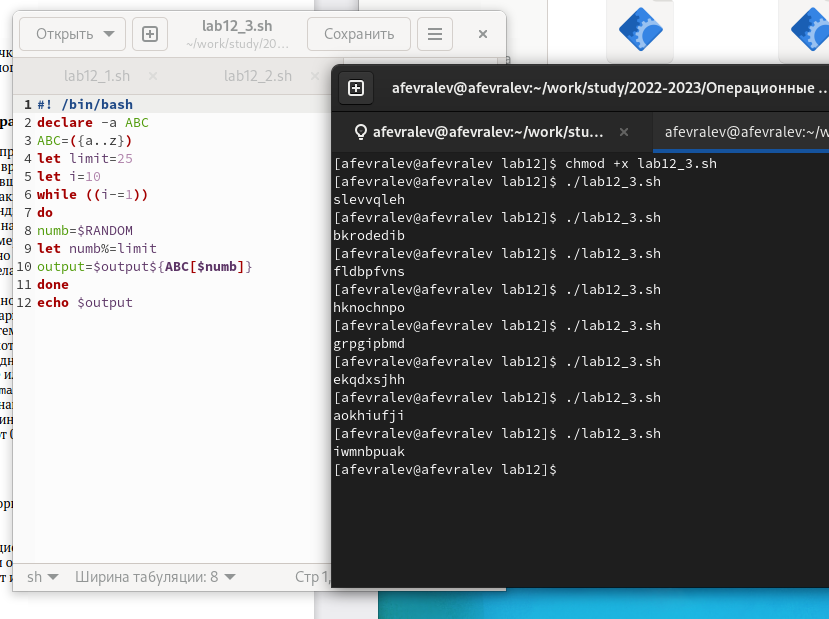 Открыть
lab12_3.sh
~/work/study/20...
Сохранить
lab12_1.sh
lab12_2.sh
1 #! /bin/bash
2 declare -a ABC
3 ABC=({a..z})
4 let limit=25
5 let i=10
6 while ((i-=1))
7 do
8 numb=$RANDOM
9 let numb%=limit
10 output=$output${ABC[$numb]}
11 done
12 echo $output
sh
Ширина табуляции: 8
Стр 1,
afevralev@afevralev:~/work/study/2022-2023/Операционные ...
afevralev@afevralev:~/work/stu...
afevralev@afevralev:~/w
[afevralev@afevralev lab12]$ chmod +x lab12_3.sh
[afevralev@afevralev lab12]$ ./lab12_3.sh
slevvqleh
[afevralev@afevralev lab12]$ ./lab12_3.sh
bkrodedib
[afevralev@afevralev lab12]$ ./lab12_3.sh
fldbpfvns
[afevralev@afevralev lab12]$ ./lab12_3.sh
hknochnpo
[afevralev@afevralev lab12]$ ./lab12_3.sh
grpgipbmd
[afevralev@afevralev lab12]$ ./lab12_3.sh
ekqdxsjhh
[afevralev@afevralev lab12]$ ./lab12_3.sh
aokhiufji
[afevralev@afevralev lab12]$ ./lab12_3.sh
iwmnbpuak
[afevralev@afevralev lab12]$